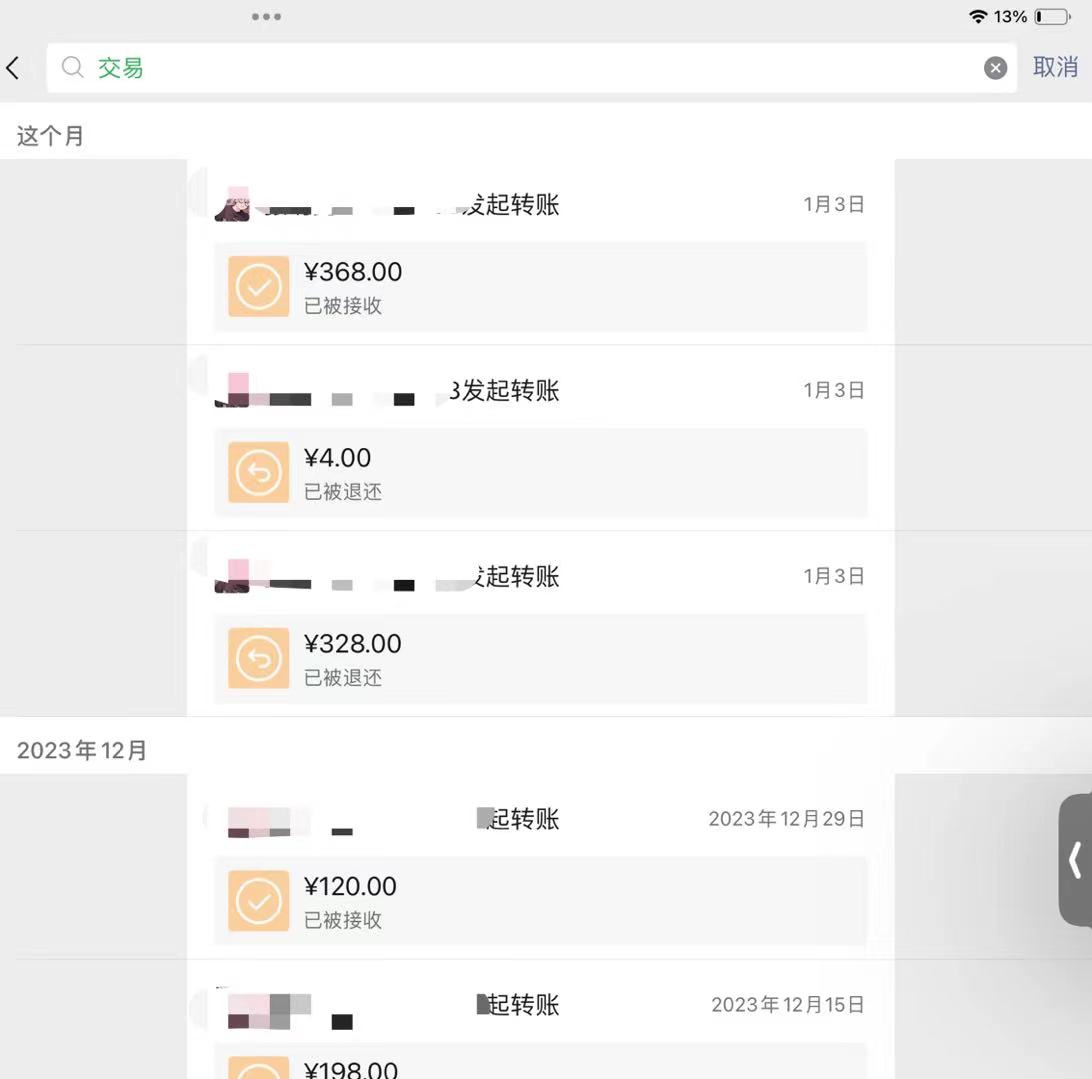 13%
交易
取消
这个月
发起转账
1月3日
¥368.00
已被接收
3发起转账
1月3日
¥4.00
已被退还
发起转账
1月3日
¥328.00
已被退还
2023年12月
起转账
2023年12月29日
¥120.00
已被接收
起转账
2023年12月15日
¥198.00